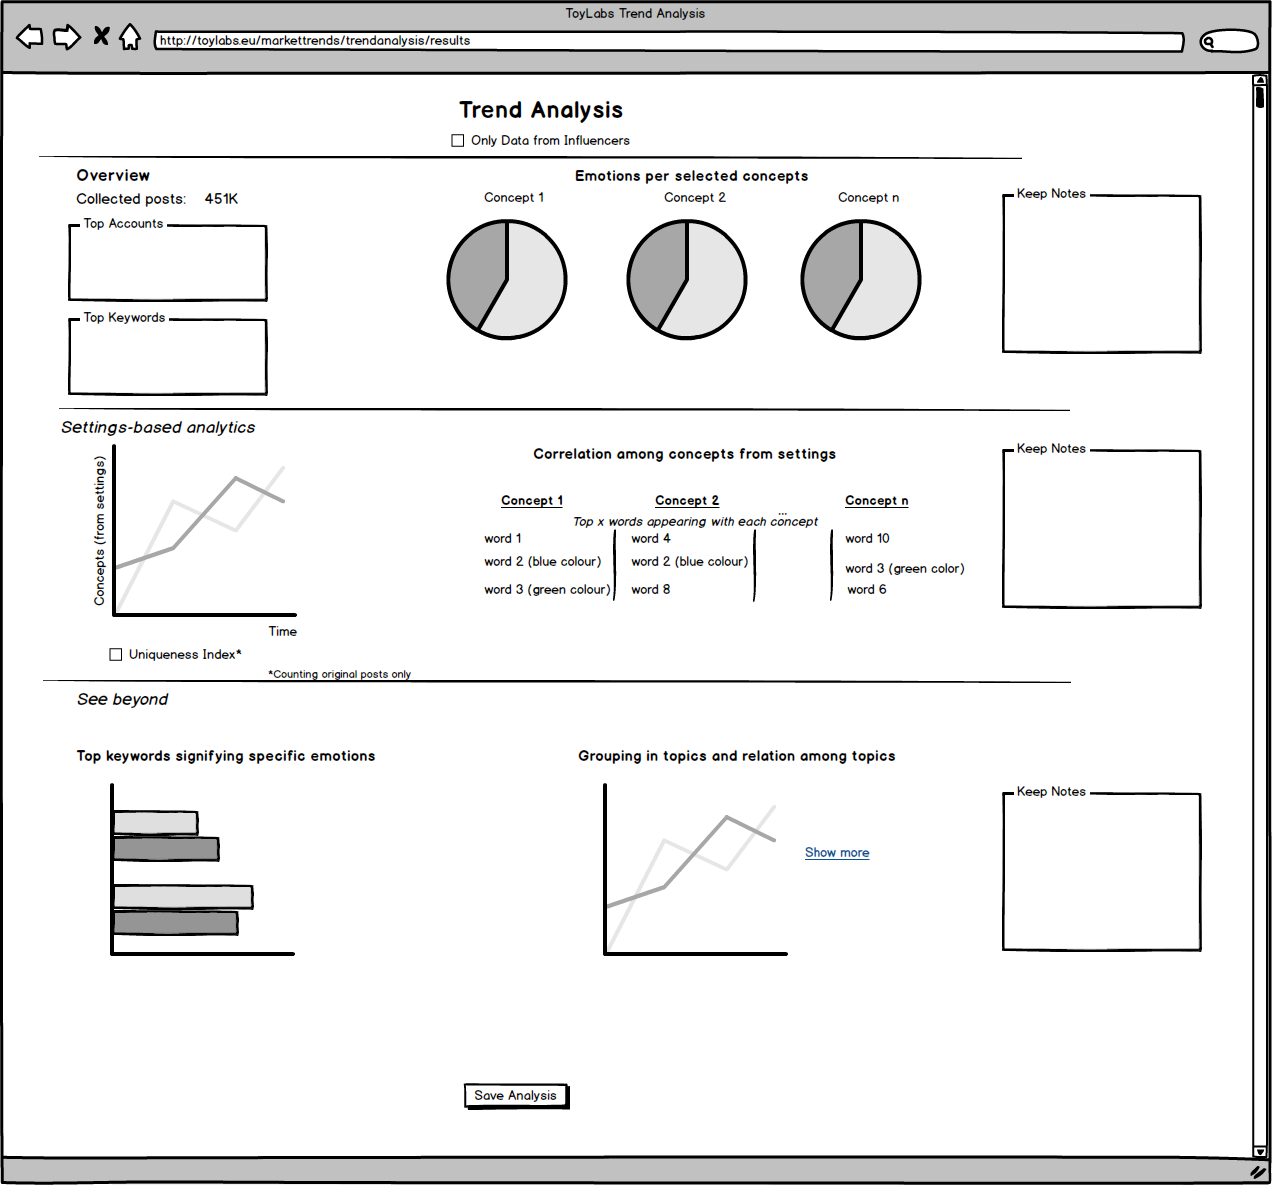 ToyLabs Trend Analysis
http://toylabs.eu/markettrends/trendanalysis/results
Trend Analysis
Only Data from Influencers
Overview
Collected posts: 451K
Top Accounts
Top Keywords
Emotions per selected concepts
Concept 1 Concept 2 Concept n
Keep Notes
Settings-based analytics
Concepts (from settings)
Time
Uniqueness Index*
*Counting original posts only
Correlation among concepts from settings
Concept 1 Concept 2 ... Concept n
Top x words appearing with each concept
word 1 word 4 word 10
word 2 (blue colour) word 2 (blue colour) word 3 (green color)
word 3 (green colour) word 8 word 6
Keep Notes
See beyond
Top keywords signifying specific emotions
Grouping in topics and relation among topics
Show more
Keep Notes
Save Analysis